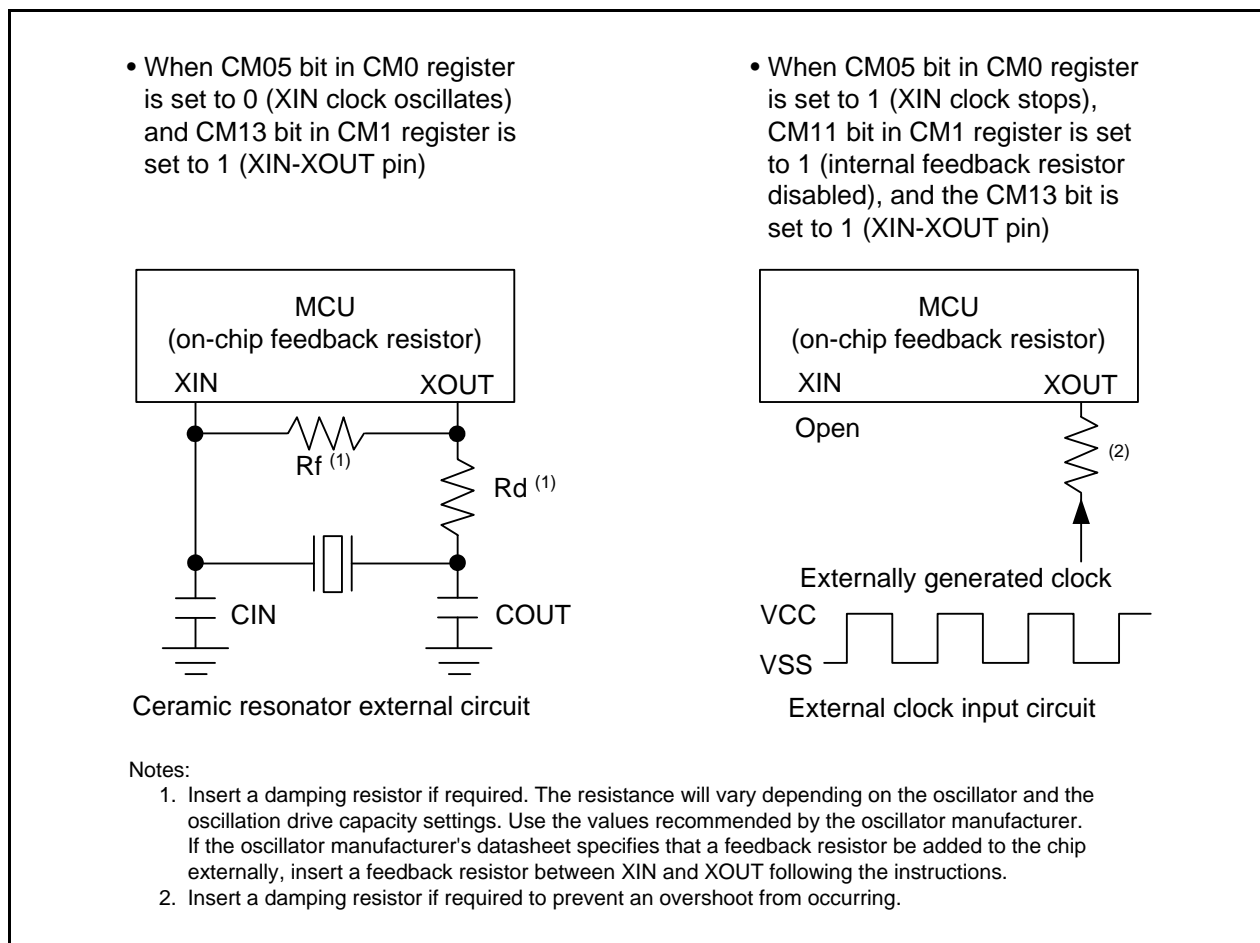 • When CM05 bit in CM0 register
is set to 0 (XIN clock oscillates)
and CM13 bit in CM1 register is
set to 1 (XIN-XOUT pin)
MCU
(on-chip feedback resistor)
XIN
XOUT
Rf (1)
Rd (1)
CIN
COUT
Ceramic resonator external circuit
• When CM05 bit in CM0 register
is set to 1 (XIN clock stops),
CM11 bit in CM1 register is set
to 1 (internal feedback resistor
disabled), and the CM13 bit is
set to 1 (XIN-XOUT pin)
MCU
(on-chip feedback resistor)
XIN
XOUT
Open
(2)
Externally generated clock
VCC
VSS
External clock input circuit
Notes:
1. Insert a damping resistor if required. The resistance will vary depending on the oscillator and the
oscillation drive capacity settings. Use the values recommended by the oscillator manufacturer.
If the oscillator manufacturer's datasheet specifies that a feedback resistor be added to the chip
externally, insert a feedback resistor between XIN and XOUT following the instructions.
2. Insert a damping resistor if required to prevent an overshoot from occurring.